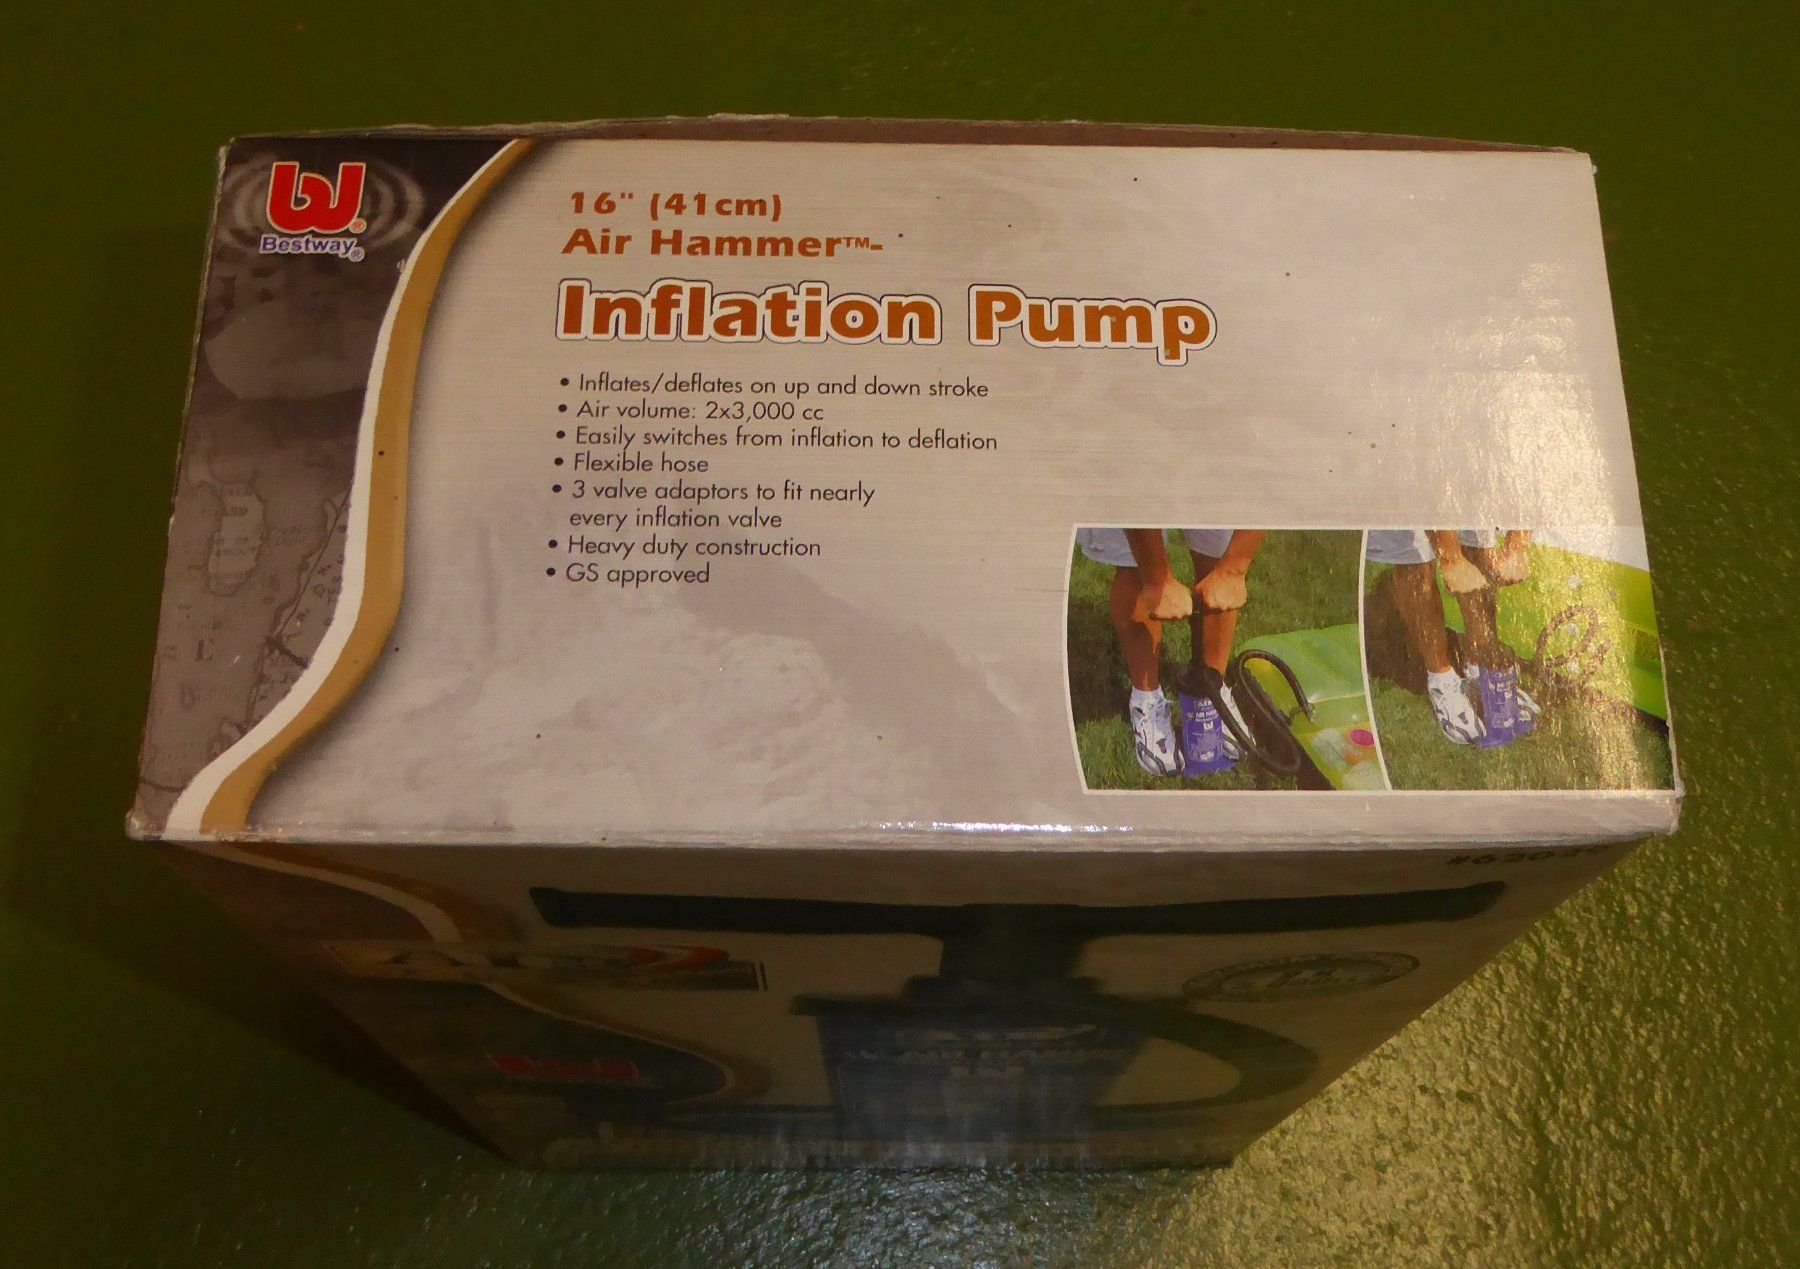 Bestway®
16" (41cm)
Air Hammer™-
Inflation Pump
• Inflates/deflates on up and down stroke
• Air volume: 2x3,000 cc
• Easily switches from inflation to deflation
• Flexible hose
• 3 valve adaptors to fit nearly
every inflation valve
• Heavy duty construction
• GS approved